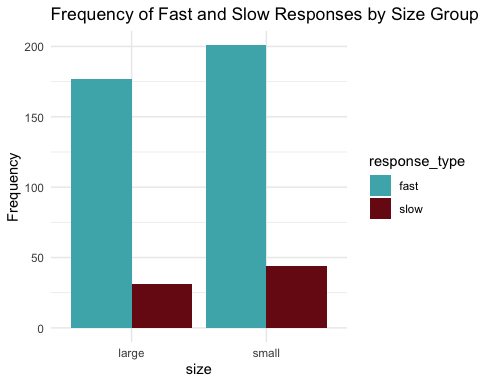 Frequency of Fast and Slow Responses by Size Group
200
150
100
50
0
Frequency
large
small
size
response_type
fast
slow